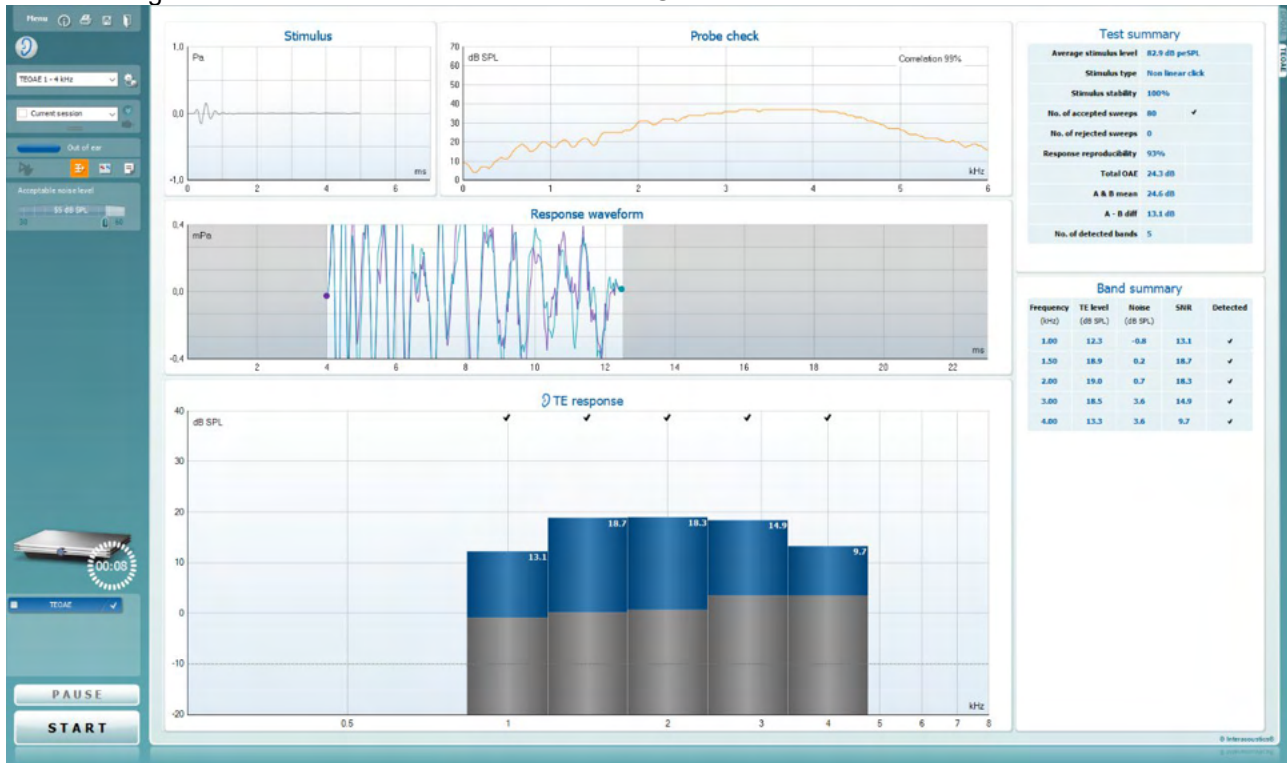 Menu
TEOAE 1 - 4 kHz
Current session
Out of ear
Acceptable noise level
55 dB SPL
30 60
00:08
TEOAE
PAUSE
START
Stimulus
1.0
Pa
0,0
-1,0
ms
0 2 4 6
Probe check
70
dB SPL
Correlation 99%
60
50
40
30
20
10
0
kHz
0 1 2 3 4 5 6
Response waveform
0,4
mPa
0,0
-0,4
ms
2 4 6 8 10 12 14 16 18 20 22
TE response
40
dB SPL
30
20
18.7 18.3 14.9
10
13.1 9.7
0
-10
-20
kHz
0.5 1 2 3 4 5 6 7 8
Test summary
Average stimulus level 82.9 dB peSPL
Stimulus type Non linear click
Stimulus stability 100%
No. of accepted sweeps 80
No. of rejected sweeps 0
Response reproducibility 93%
Total OAE 24.3 dB
A & B mean 24.6 dB
A - B diff 13.1 dB
No. of detected bands 5
Band summary
Frequency TE level Noise SNR Detected
(kHz) (dB SPL) (dB SPL)
1.00 12.3 -0.8 13.1
1.50 18.9 0.2 18.7
2.00 19.0 0.7 18.3
3.00 18.5 3.6 14.9
4.00 13.3 3.6 9.7
TEOAE
© Interacoustics®